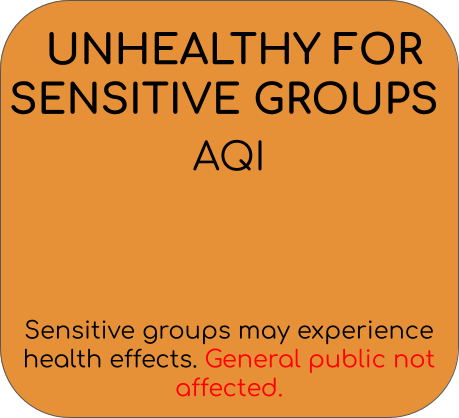 UNHEALTHY FOR
SENSITIVE GROUPS
AQI
Sensitive groups may experience
health effects. General public not
affected.